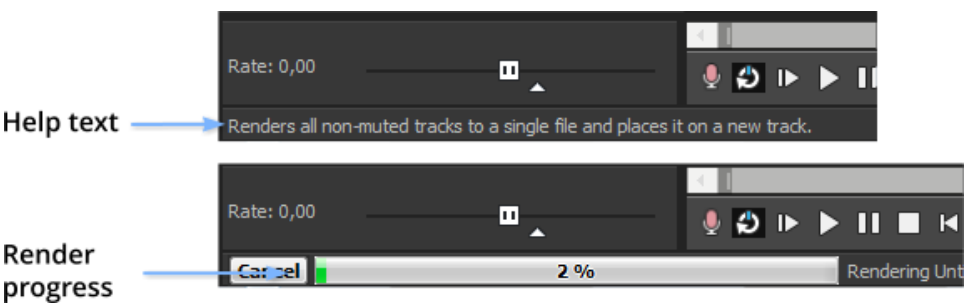 Rate: 0,00
Help text
Renders all non-muted tracks to a single file and places it on a new track.
Rate: 0,00
Render
progress
Cancel
2 %
Rendering Unt